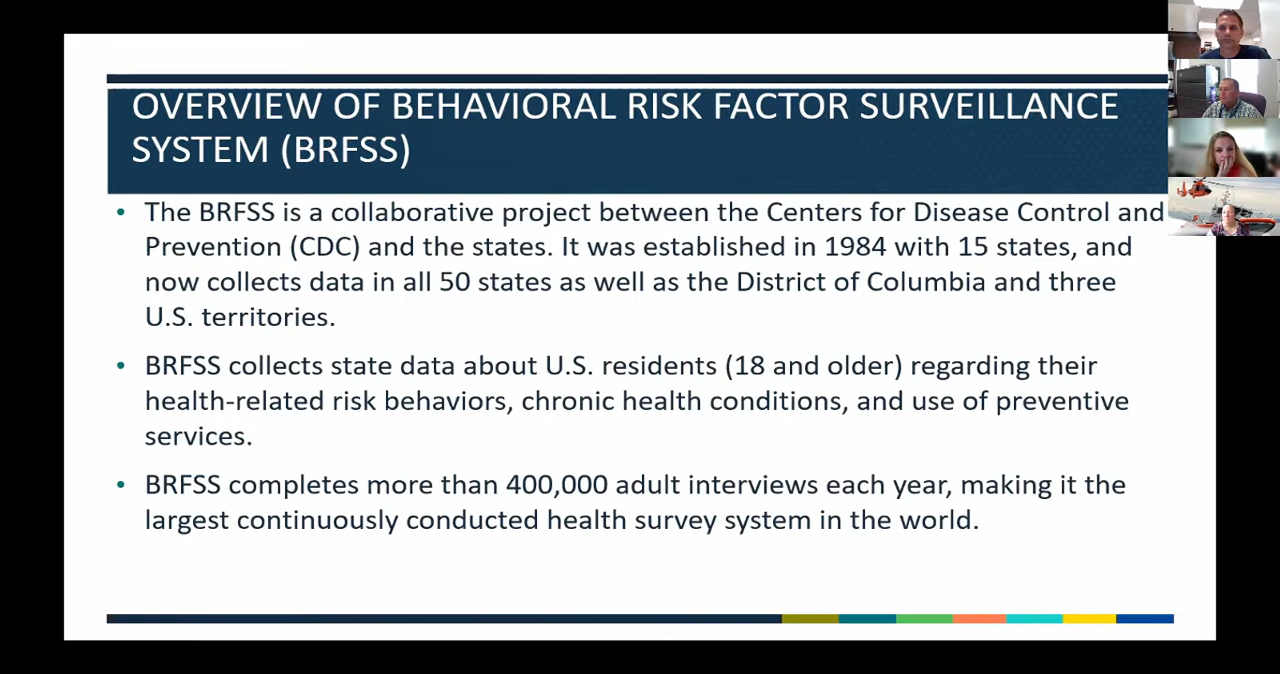 OVERVIEW OF BEHAVIORAL RISK FACTOR SURVEILLANCE
SYSTEM (BRFSS)
• The BRFSS is a collaborative project between the Centers for Disease Control and
Prevention (CDC) and the states. It was established in 1984 with 15 states, and
now collects data in all 50 states as well as the District of Columbia and three
U.S. territories.
• BRFSS collects state data about U.S. residents (18 and older) regarding their
health-related risk behaviors, chronic health conditions, and use of preventive
services.
• BRFSS completes more than 400,000 adult interviews each year, making it the
largest continuously conducted health survey system in the world.